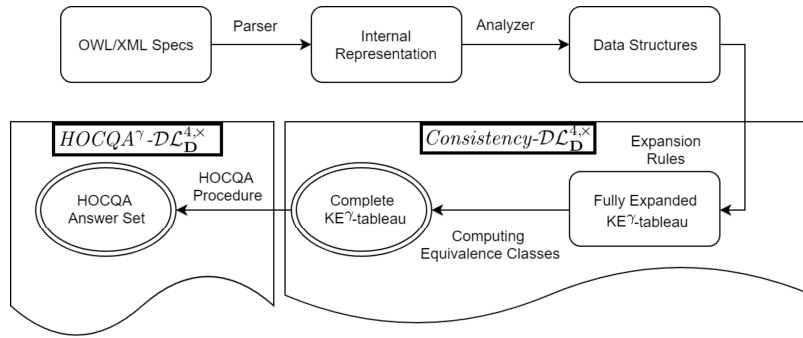 OWL/XML Specs
Parser
Internal
Representation
Analyzer
Data Structures
HOCQA^γ-𝒟ℒ_𝐃^{4,×}
Consistency-𝒟ℒ_𝐃^{4,×}
Expansion
Rules
HOCQA
Answer Set
HOCQA
Procedure
Complete
KE^γ-tableau
Computing
Equivalence Classes
Fully Expanded
KE^γ-tableau